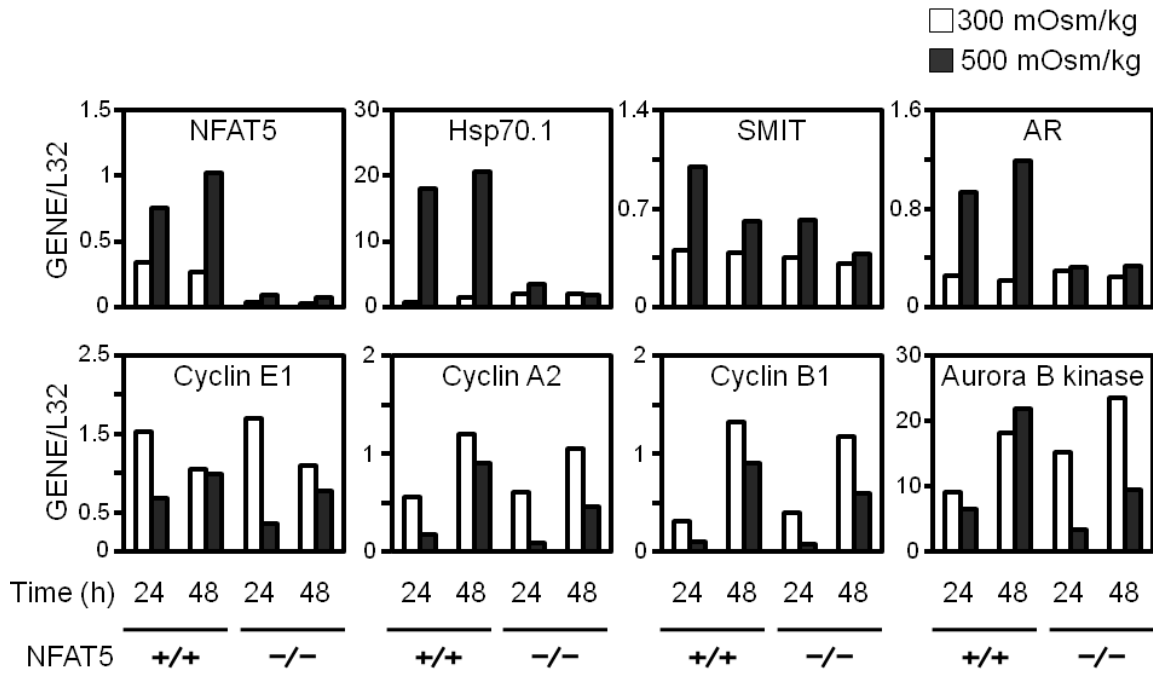 300 mOsm/kg
500 mOsm/kg
GENE/L32
1.5
1
0.5
0
NFAT5
30
20
10
0
Hsp70.1
1.4
0.7
0
SMIT
1.6
0.8
0
AR
GENE/L32
2.5
1.5
0.5
0
Cyclin E1
2
1
0
Cyclin A2
2
1
0
Cyclin B1
30
20
10
0
Aurora B kinase
Time (h) 24 48 24 48 24 48 24 48 24 48 24 48 24 48 24 48
NFAT5 +/+ −/− +/+ −/− +/+ −/− +/+ −/−